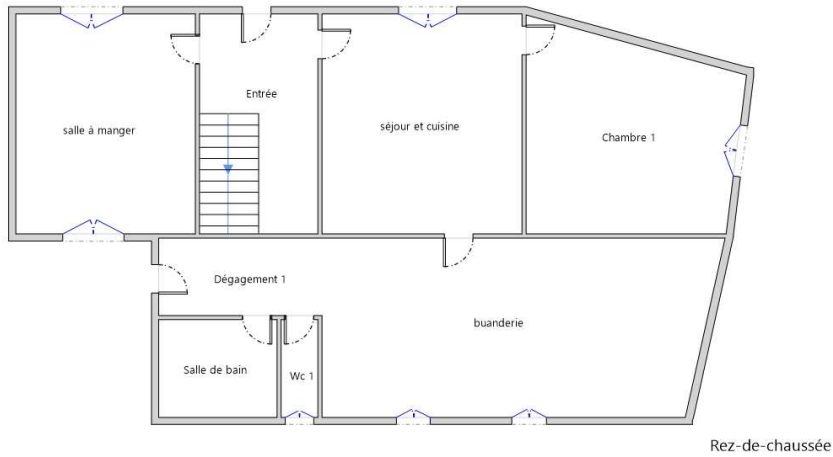 Entrée
salle à manger
séjour et cuisine
Chambre 1
Dégagement 1
buanderie
Salle de bain
Wc 1
Rez-de-chaussée